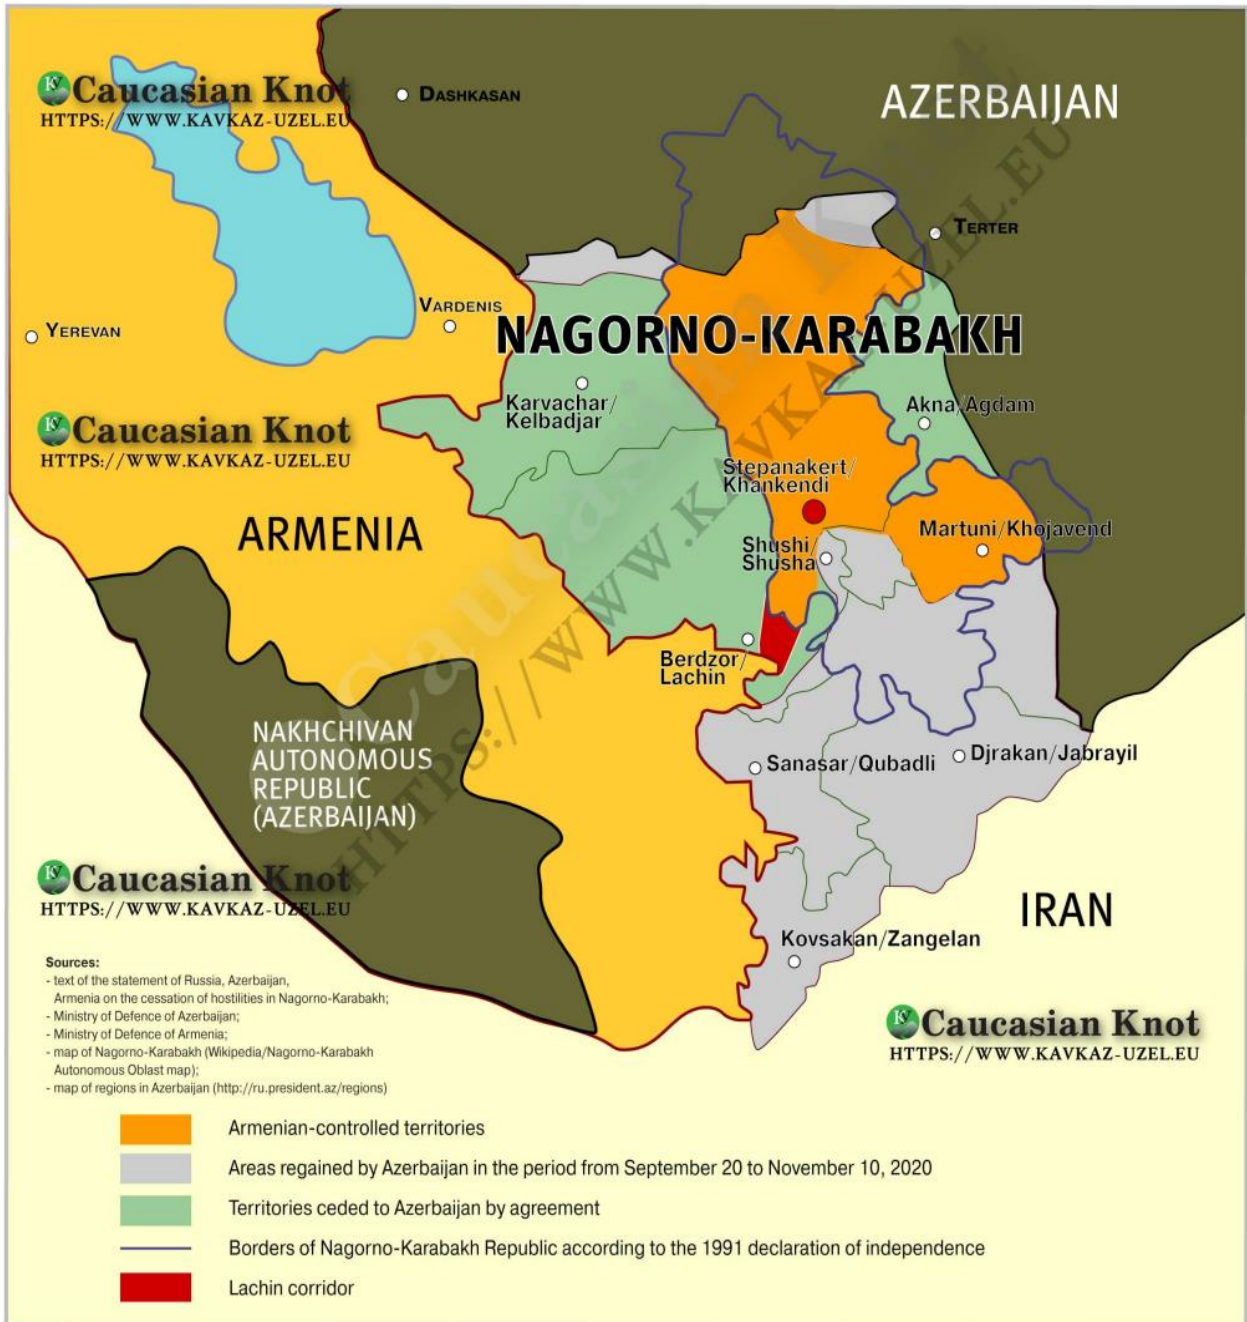 Caucasian Knot
HTTPS://WWW.KAVKAZ-UZEL.EU
DASHKASAN
AZERBAIJAN
TERTER
VARDENIS
YEREVAN
NAGORNO-KARABAKH
Karvachar/
Kelbadjar
Akna/Agdam
Caucasian Knot
HTTPS://WWW.KAVKAZ-UZEL.EU
Stepanakert/
Khankendi
ARMENIA
Martuni/Khojavend
Shushi/
Shusha
Berdzor/
Lachin
NAKHCHIVAN
AUTONOMOUS
REPUBLIC
(AZERBAIJAN)
Sanasar/Qubadli
Djrakan/Jabrayil
Caucasian Knot
HTTPS://WWW.KAVKAZ-UZEL.EU
Caucasian Knot
HTTPS://WWW.KAVKAZ-UZEL.EU
IRAN
Kovsakan/Zangelan
Caucasian Knot
HTTPS://WWW.KAVKAZ-UZEL.EU
Sources:
- text of the statement of Russia, Azerbaijan,
Armenia on the cessation of hostilities in Nagorno-Karabakh;
- Ministry of Defence of Azerbaijan;
- Ministry of Defence of Armenia;
- map of Nagorno-Karabakh (Wikipedia/Nagorno-Karabakh
Autonomous Oblast map);
- map of regions in Azerbaijan (http://ru.president.az/regions)
Armenian-controlled territories
Areas regained by Azerbaijan in the period from September 20 to November 10, 2020
Territories ceded to Azerbaijan by agreement
Borders of Nagorno-Karabakh Republic according to the 1991 declaration of independence
Lachin corridor